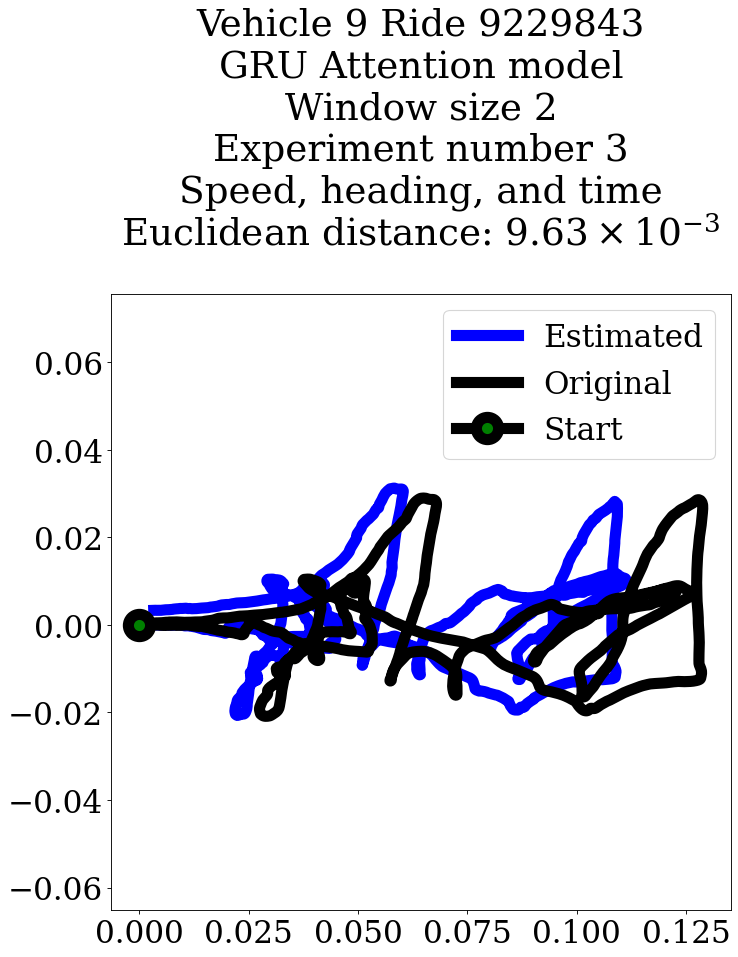 Vehicle 9 Ride 9229843
GRU Attention model
Window size 2
Experiment number 3
Speed, heading, and time
Euclidean distance: 9.63 × 10⁻³
Estimated
Original
Start
0.06
0.04
0.02
0.00
−0.02
−0.04
−0.06
0.000 0.025 0.050 0.075 0.100 0.125